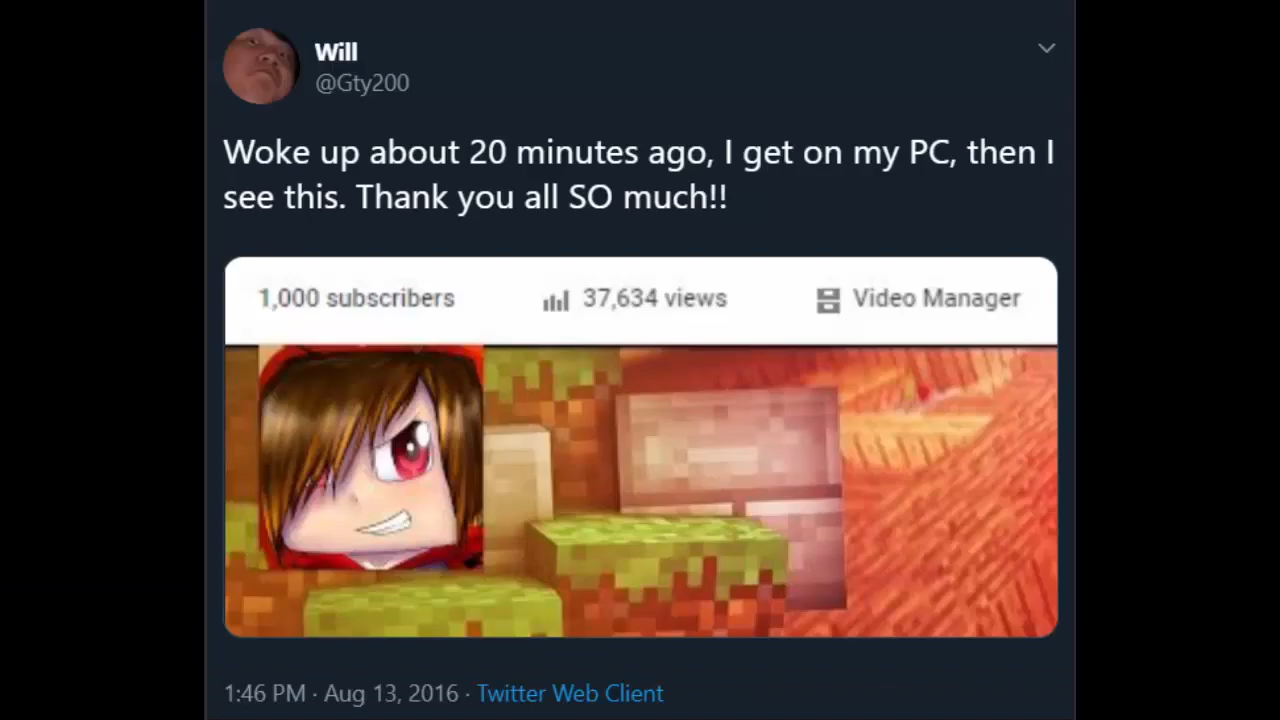 Will
@Gty200
Woke up about 20 minutes ago, I get on my PC, then I
see this. Thank you all SO much!!
1,000 subscribers 37,634 views Video Manager
1:46 PM · Aug 13, 2016 · Twitter Web Client